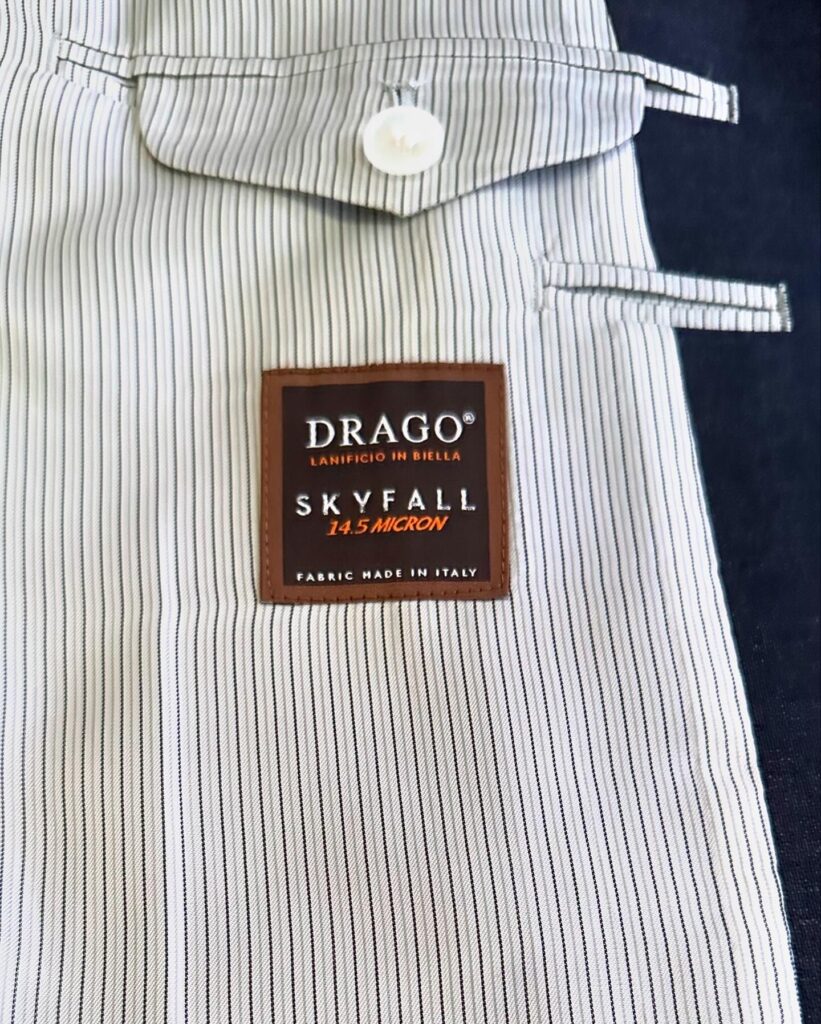 DRAGO®
LANIFICIO IN BIELLA
SKYFALL
14.5 MICRON
FABRIC MADE IN ITALY